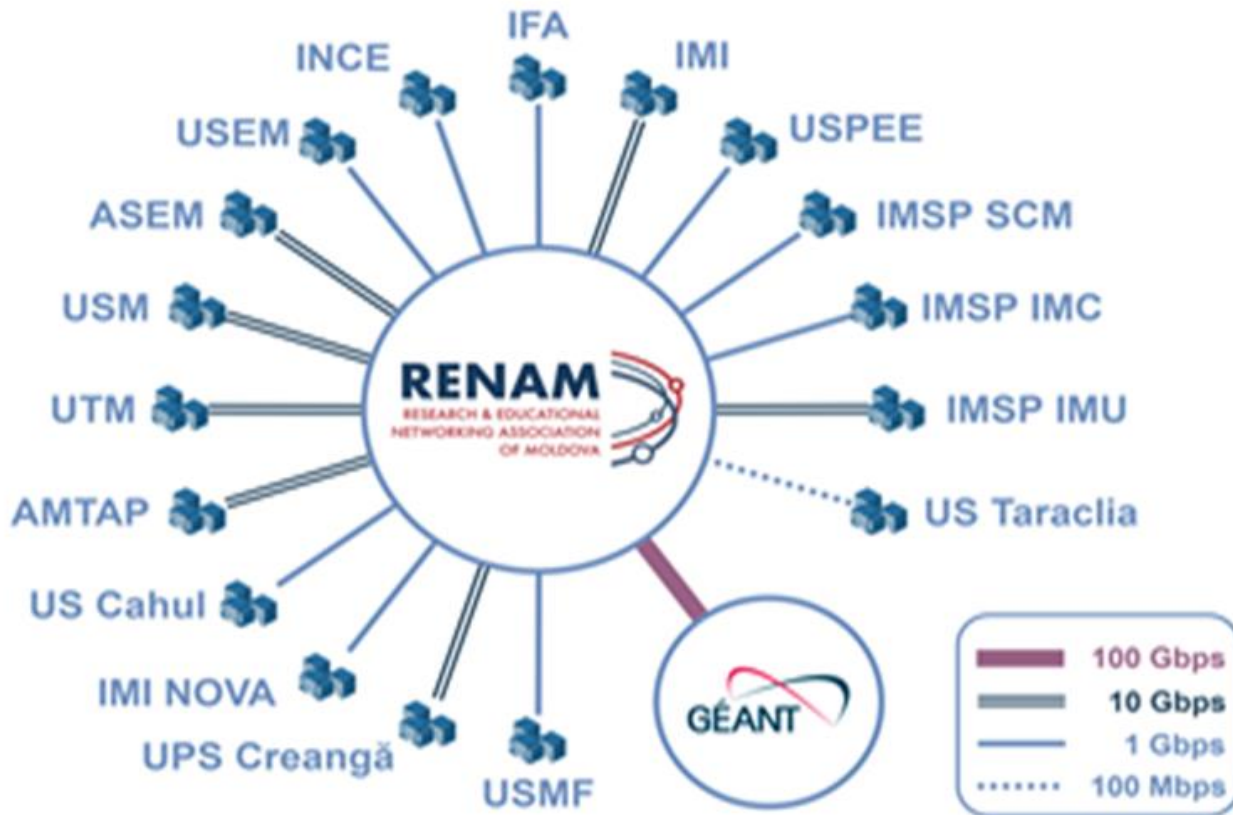 IFA
INCE
IMI
USEM
USPEE
ASEM
IMSP SCM
USM
IMSP IMC
RENAM
RESEARCH & EDUCATIONAL
NETWORKING ASSOCIATION
OF MOLDOVA
UTM
IMSP IMU
AMTAP
US Taraclia
US Cahul
IMI NOVA
UPS Creangă
USMF
GÉANT
100 Gbps
10 Gbps
1 Gbps
100 Mbps